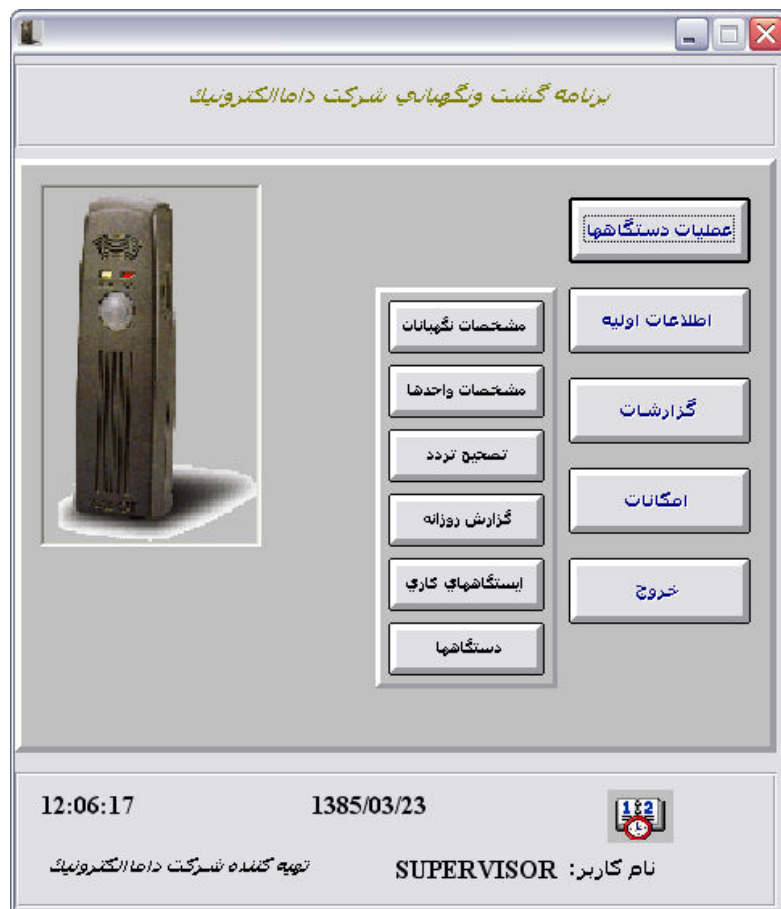 برنامه گشت ونگهباني شركت داماالكترونيك
عمليات دستگاهها
اطلاعات اوليه
گزارشات
امكانات
خروج
مشخصات نگهبانات
مشخصات واحدها
تصحيح تردد
گزارش روزانه
ايستگاههاي كاري
دستگاهها
1385/03/23
12:06:17
نام كاربر: SUPERVISOR
تهيه كننده شركت داماالكترونيك